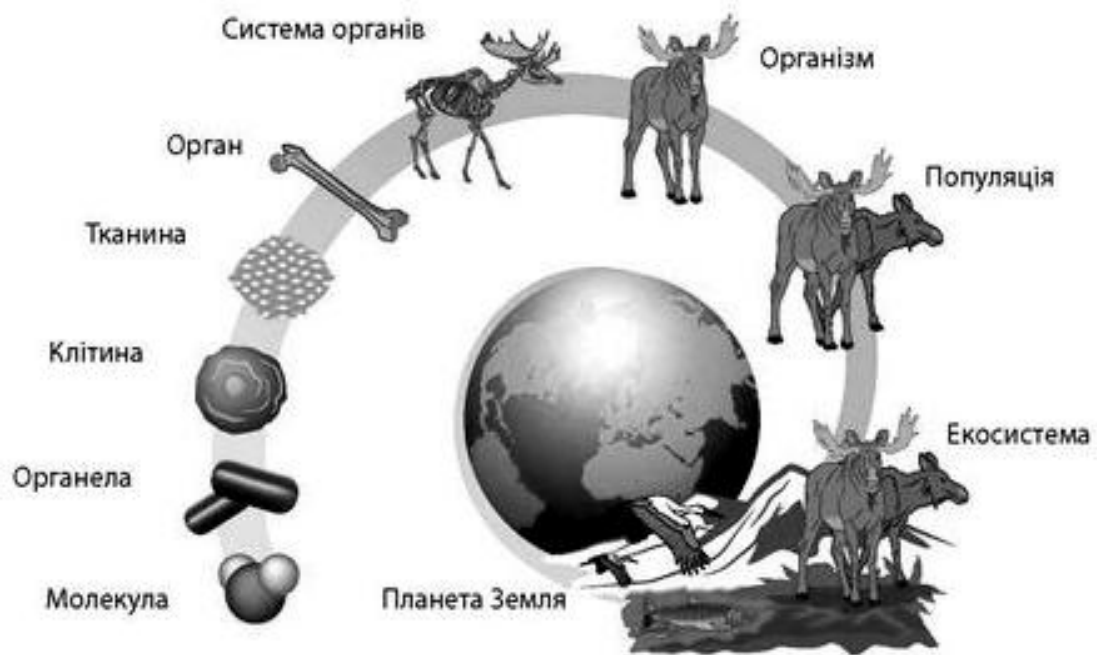 Система органів
Організм
Орган
Популяція
Тканина
Клітина
Екосистема
Органела
Молекула
Планета Земля